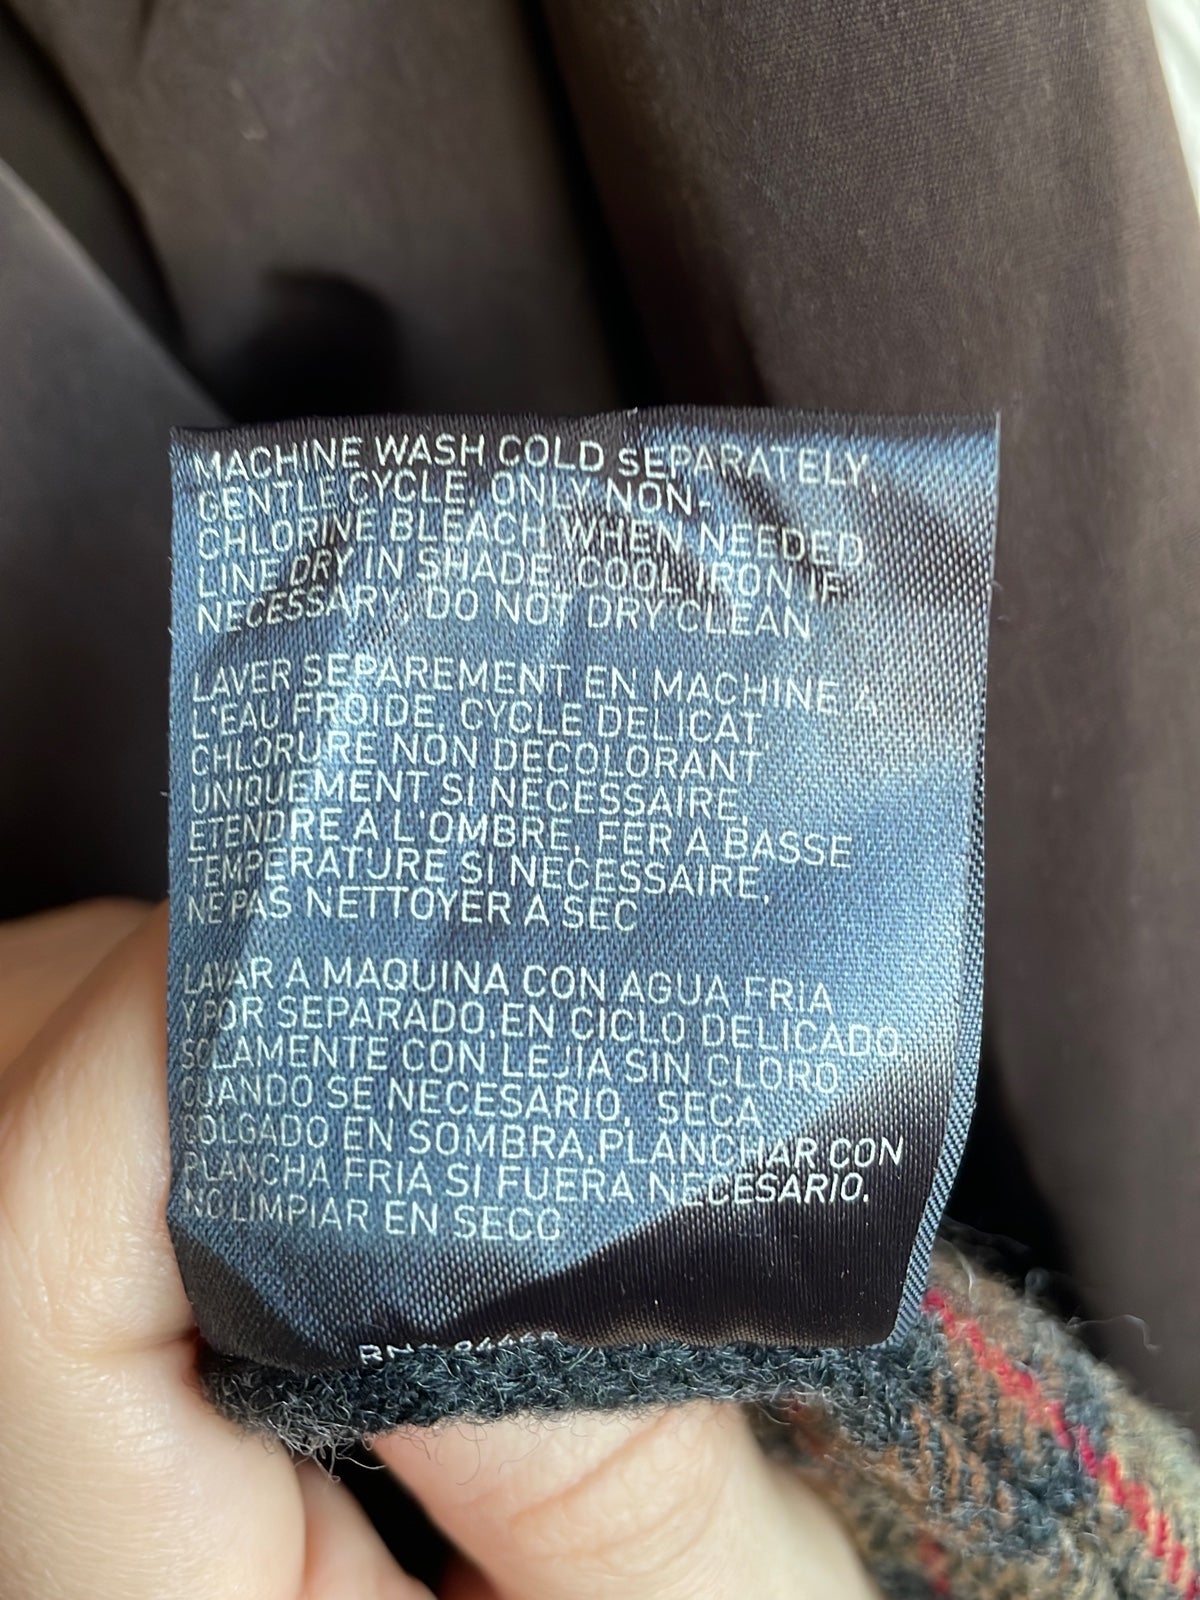 MACHINE WASH COLD SEPARATELY,
GENTLE CYCLE, ONLY NON-
CHLORINE BLEACH WHEN NEEDED
LINE DRY IN SHADE, COOL IRON IF
NECESSARY, DO NOT DRY CLEAN
LAVER SEPAREMENT EN MACHINE A
L'EAU FROIDE, CYCLE DELICAT
CHLORURE NON DECOLORANT
UNIQUEMENT SI NECESSAIRE,
ETENDRE A L'OMBRE, FER A BASSE
TEMPERATURE SI NECESSAIRE,
NE PAS NETTOYER A SEC
LAVAR A MAQUINA CON AGUA FRIA
Y POR SEPARADO, EN CICLO DELICADO,
SOLAMENTE CON LEJIA SIN CLORO
CUANDO SE NECESARIO, SECA
COLGADO EN SOMBRA, PLANCHAR CON
PLANCHA FRIA SI FUERA NECESARIO.
NO LIMPIAR EN SECO